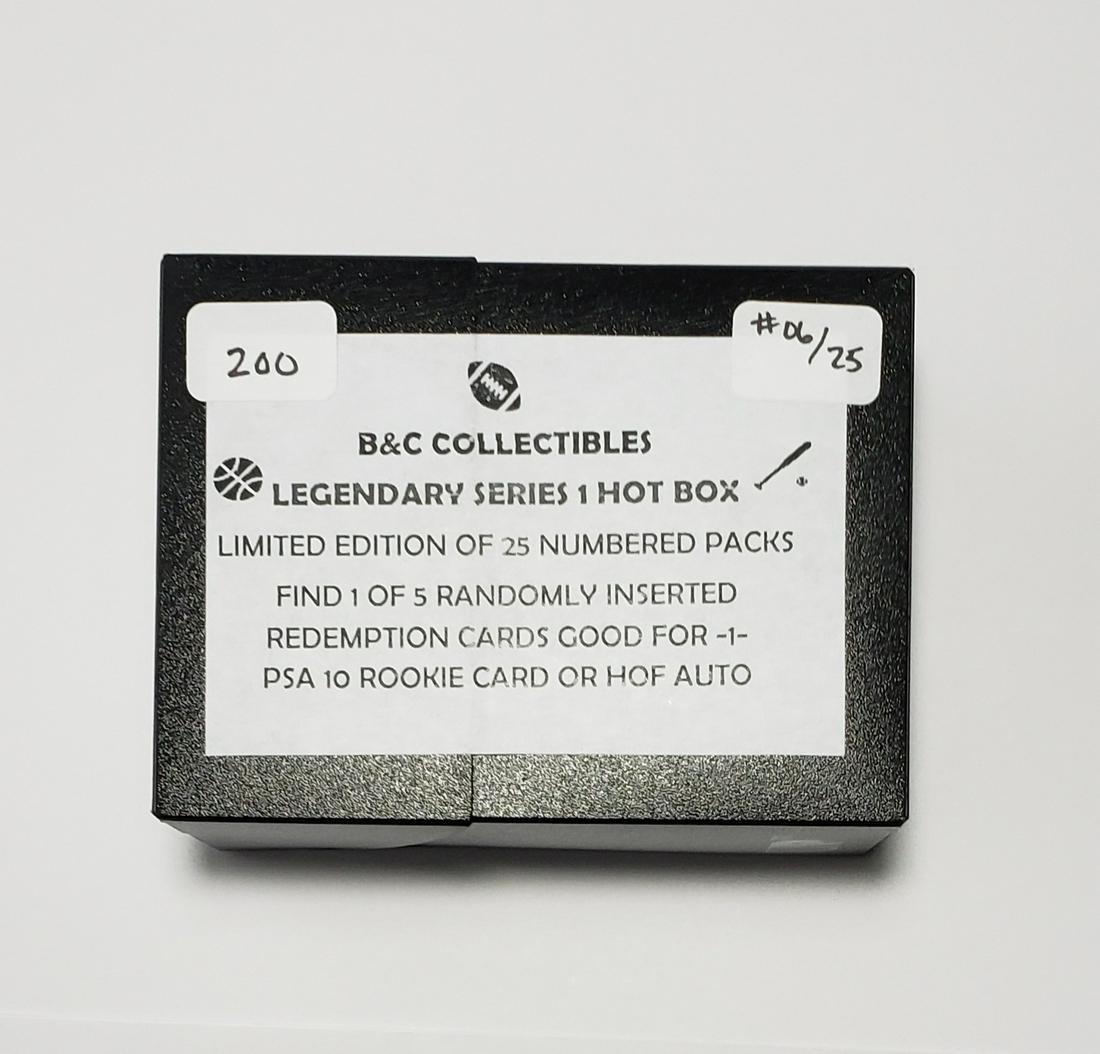 200
#06/25
B&C COLLECTIBLES
LEGENDARY SERIES 1 HOT BOX
LIMITED EDITION OF 25 NUMBERED PACKS
FIND 1 OF 5 RANDOMLY INSERTED
REDEMPTION CARDS GOOD FOR -1-
PSA 10 ROOKIE CARD OR HOF AUTO